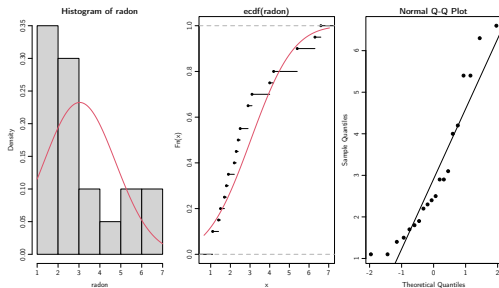 Histogram of radon
Density
0.00 0.05 0.10 0.15 0.20 0.25 0.30 0.35
1 2 3 4 5 6 7
radon
ecdf(radon)
Fn(x)
0.0 0.2 0.4 0.6 0.8 1.0
1 2 3 4 5 6 7
x
Normal Q-Q Plot
Sample Quantiles
1 2 3 4 5 6
-2 -1 0 1 2
Theoretical Quantiles